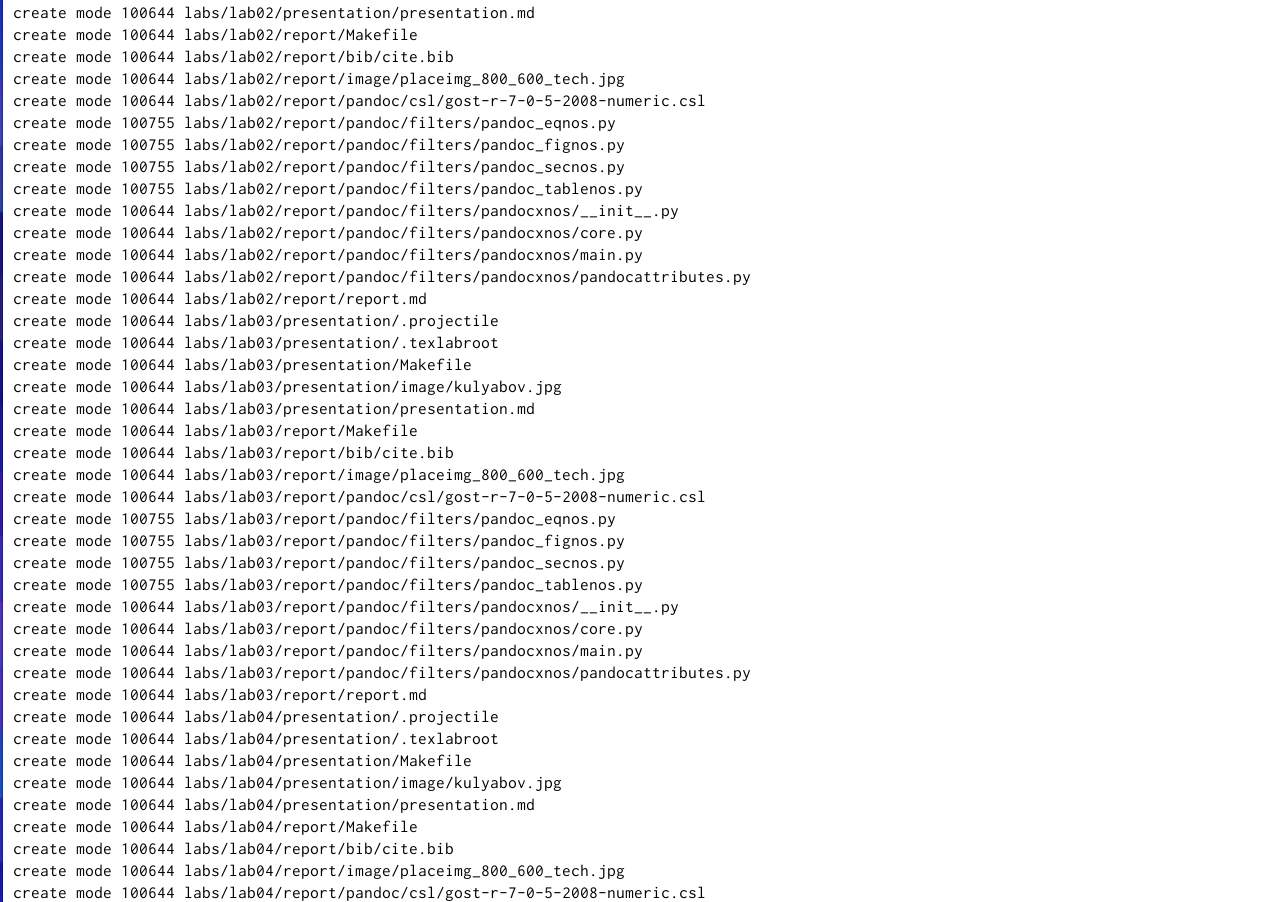 create mode 100644 labs/lab02/presentation/presentation.md
create mode 100644 labs/lab02/report/Makefile
create mode 100644 labs/lab02/report/bib/cite.bib
create mode 100644 labs/lab02/report/image/placeimg_800_600_tech.jpg
create mode 100644 labs/lab02/report/pandoc/csl/gost-r-7-0-5-2008-numeric.csl
create mode 100755 labs/lab02/report/pandoc/filters/pandoc_eqnos.py
create mode 100755 labs/lab02/report/pandoc/filters/pandoc_fignos.py
create mode 100755 labs/lab02/report/pandoc/filters/pandoc_secnos.py
create mode 100755 labs/lab02/report/pandoc/filters/pandoc_tablenos.py
create mode 100644 labs/lab02/report/pandoc/filters/pandocxnos/__init__.py
create mode 100644 labs/lab02/report/pandoc/filters/pandocxnos/core.py
create mode 100644 labs/lab02/report/pandoc/filters/pandocxnos/main.py
create mode 100644 labs/lab02/report/pandoc/filters/pandocxnos/pandocattributes.py
create mode 100644 labs/lab02/report/report.md
create mode 100644 labs/lab03/presentation/.projectile
create mode 100644 labs/lab03/presentation/.texlabroot
create mode 100644 labs/lab03/presentation/Makefile
create mode 100644 labs/lab03/presentation/image/kulyabov.jpg
create mode 100644 labs/lab03/presentation/presentation.md
create mode 100644 labs/lab03/report/Makefile
create mode 100644 labs/lab03/report/bib/cite.bib
create mode 100644 labs/lab03/report/image/placeimg_800_600_tech.jpg
create mode 100644 labs/lab03/report/pandoc/csl/gost-r-7-0-5-2008-numeric.csl
create mode 100755 labs/lab03/report/pandoc/filters/pandoc_eqnos.py
create mode 100755 labs/lab03/report/pandoc/filters/pandoc_fignos.py
create mode 100755 labs/lab03/report/pandoc/filters/pandoc_secnos.py
create mode 100755 labs/lab03/report/pandoc/filters/pandoc_tablenos.py
create mode 100644 labs/lab03/report/pandoc/filters/pandocxnos/__init__.py
create mode 100644 labs/lab03/report/pandoc/filters/pandocxnos/core.py
create mode 100644 labs/lab03/report/pandoc/filters/pandocxnos/main.py
create mode 100644 labs/lab03/report/pandoc/filters/pandocxnos/pandocattributes.py
create mode 100644 labs/lab03/report/report.md
create mode 100644 labs/lab04/presentation/.projectile
create mode 100644 labs/lab04/presentation/.texlabroot
create mode 100644 labs/lab04/presentation/Makefile
create mode 100644 labs/lab04/presentation/image/kulyabov.jpg
create mode 100644 labs/lab04/presentation/presentation.md
create mode 100644 labs/lab04/report/Makefile
create mode 100644 labs/lab04/report/bib/cite.bib
create mode 100644 labs/lab04/report/image/placeimg_800_600_tech.jpg
create mode 100644 labs/lab04/report/pandoc/csl/gost-r-7-0-5-2008-numeric.csl